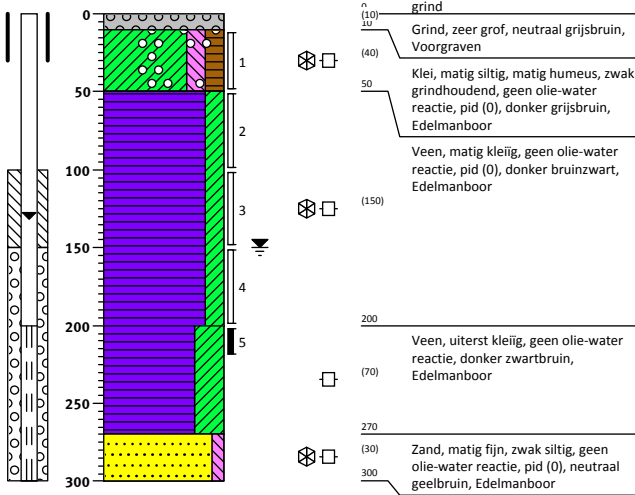 0
50
100
150
200
250
300
1
2
3
4
5
0
grind
(10)
10
Grind, zeer grof, neutraal grijsbruin,
Voorgraven
(40)
50
Klei, matig siltig, matig humeus, zwak
grindhoudend, geen olie-water
reactie, pid (0), donker grijsbruin,
Edelmanboor
Veen, matig kleiïg, geen olie-water
reactie, pid (0), donker bruinzwart,
Edelmanboor
(150)
200
Veen, uiterst kleiïg, geen olie-water
reactie, donker zwartbruin,
Edelmanboor
(70)
270
(30)
Zand, matig fijn, zwak siltig, geen
olie-water reactie, pid (0), neutraal
geelbruin, Edelmanboor
300